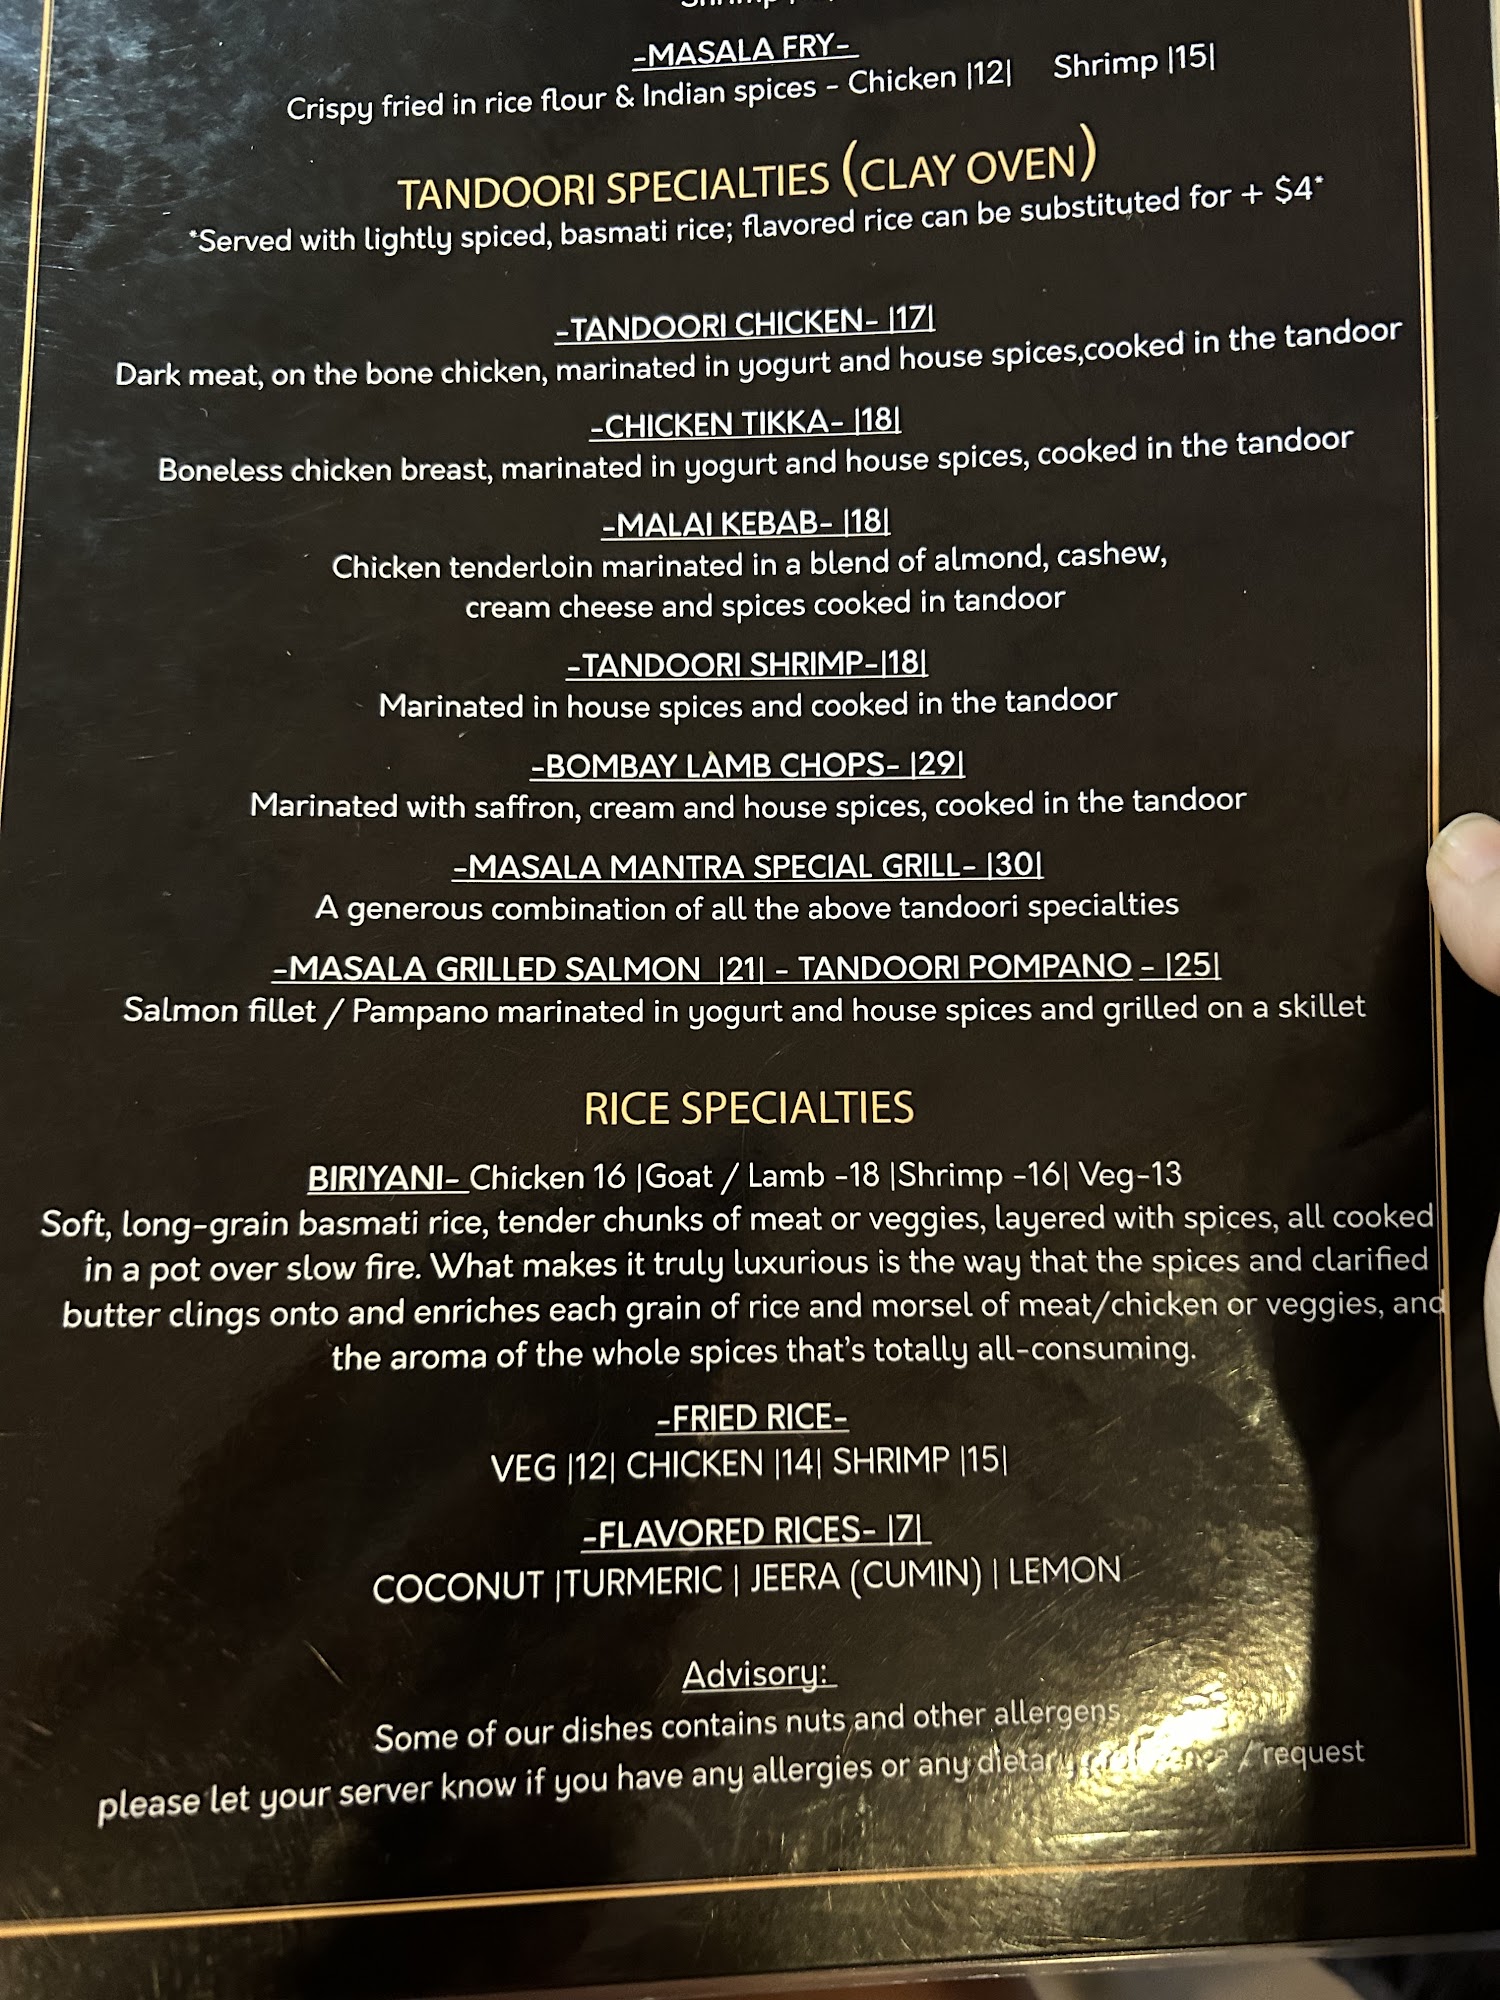 -MASALA FRY-
Crispy fried in rice flour & Indian spices - Chicken |12| Shrimp |15|
TANDOORI SPECIALTIES (CLAY OVEN)
*Served with lightly spiced, basmati rice; flavored rice can be substituted for + $4*
-TANDOORI CHICKEN- |17|
Dark meat, on the bone chicken, marinated in yogurt and house spices,cooked in the tandoor
-CHICKEN TIKKA- |18|
Boneless chicken breast, marinated in yogurt and house spices, cooked in the tandoor
-MALAI KEBAB- |18|
Chicken tenderloin marinated in a blend of almond, cashew,
cream cheese and spices cooked in tandoor
-TANDOORI SHRIMP-|18|
Marinated in house spices and cooked in the tandoor
-BOMBAY LAMB CHOPS- |29|
Marinated with saffron, cream and house spices, cooked in the tandoor
-MASALA MANTRA SPECIAL GRILL- |30|
A generous combination of all the above tandoori specialties
-MASALA GRILLED SALMON |21| - TANDOORI POMPANO - |25|
Salmon fillet / Pampano marinated in yogurt and house spices and grilled on a skillet
RICE SPECIALTIES
BIRIYANI- Chicken 16 |Goat / Lamb -18 |Shrimp -16| Veg-13
Soft, long-grain basmati rice, tender chunks of meat or veggies, layered with spices, all cooked
in a pot over slow fire. What makes it truly luxurious is the way that the spices and clarified
butter clings onto and enriches each grain of rice and morsel of meat/chicken or veggies, and
the aroma of the whole spices that's totally all-consuming.
-FRIED RICE-
VEG |12| CHICKEN |14| SHRIMP |15|
-FLAVORED RICES- |7|
COCONUT |TURMERIC | JEERA (CUMIN) | LEMON
Advisory:
Some of our dishes contains nuts and other allergens
please let your server know if you have any allergies or any dietary / request